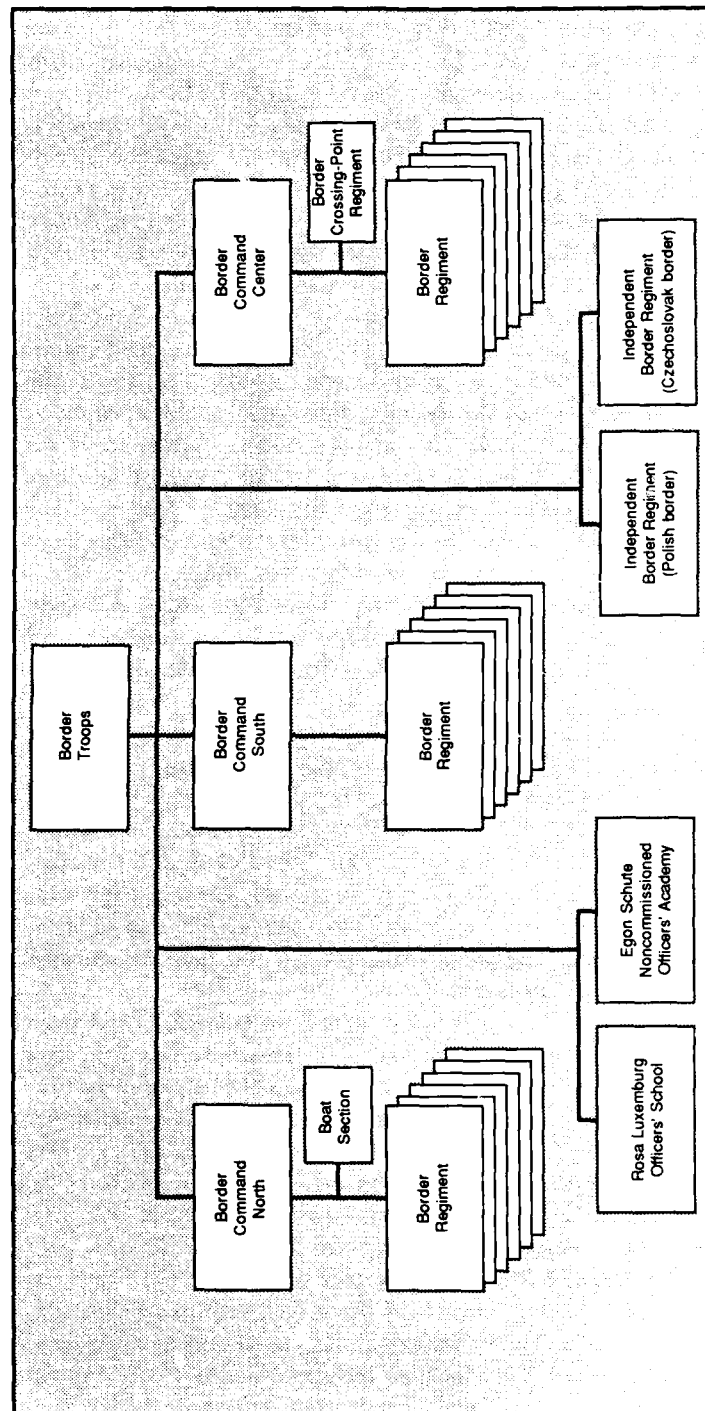 Border
Troops
Border
Command
North
Border
Command
South
Border
Command
Center
Boat
Section
Border
Crossing-Point
Regiment
Border
Regiment
Border
Regiment
Border
Regiment
Rosa Luxemburg
Officers' School
Egon Schute
Noncommissioned
Officers' Academy
Independent
Border Regiment
(Polish border)
Independent
Border Regiment
(Czechoslovak border)